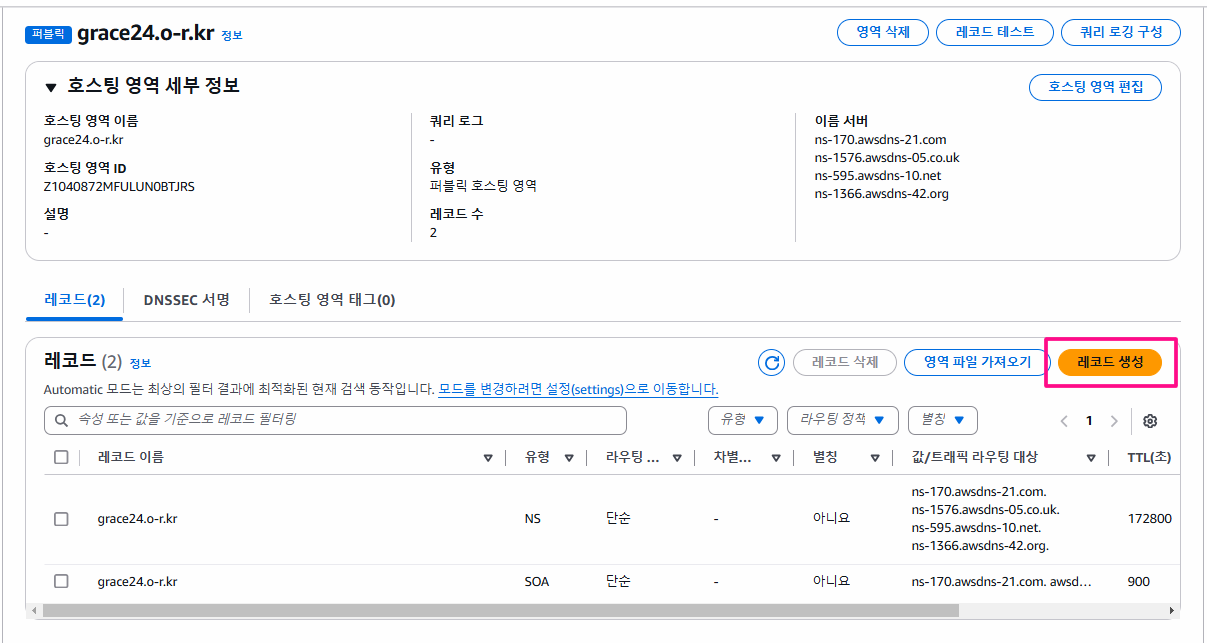 퍼블릭 grace24.o-r.kr 정보
영역 삭제 레코드 테스트 쿼리 로깅 구성
▼ 호스팅 영역 세부 정보
호스팅 영역 편집
호스팅 영역 이름
grace24.o-r.kr
호스팅 영역 ID
Z1040872MFULUN0BTJRS
설명
-
쿼리 로그
-
유형
퍼블릭 호스팅 영역
레코드 수
2
이름 서버
ns-170.awsdns-21.com
ns-1576.awsdns-05.co.uk
ns-595.awsdns-10.net
ns-1366.awsdns-42.org
레코드(2) DNSSEC 서명 호스팅 영역 태그(0)
레코드 (2) 정보
레코드 삭제 영역 파일 가져오기 레코드 생성
Automatic 모드는 최상의 필터 결과에 최적화된 현재 검색 동작입니다. 모드를 변경하려면 설정(settings)으로 이동합니다.
속성 또는 값을 기준으로 레코드 필터링
유형 라우팅 정책 별칭
1
레코드 이름 유형 라우팅 ... 차별... 별칭 값/트래픽 라우팅 대상 TTL(초)
grace24.o-r.kr NS 단순 - 아니요
ns-170.awsdns-21.com.
ns-1576.awsdns-05.co.uk.
ns-595.awsdns-10.net.
ns-1366.awsdns-42.org.
172800
grace24.o-r.kr SOA 단순 - 아니요 ns-170.awsdns-21.com. awsd... 900